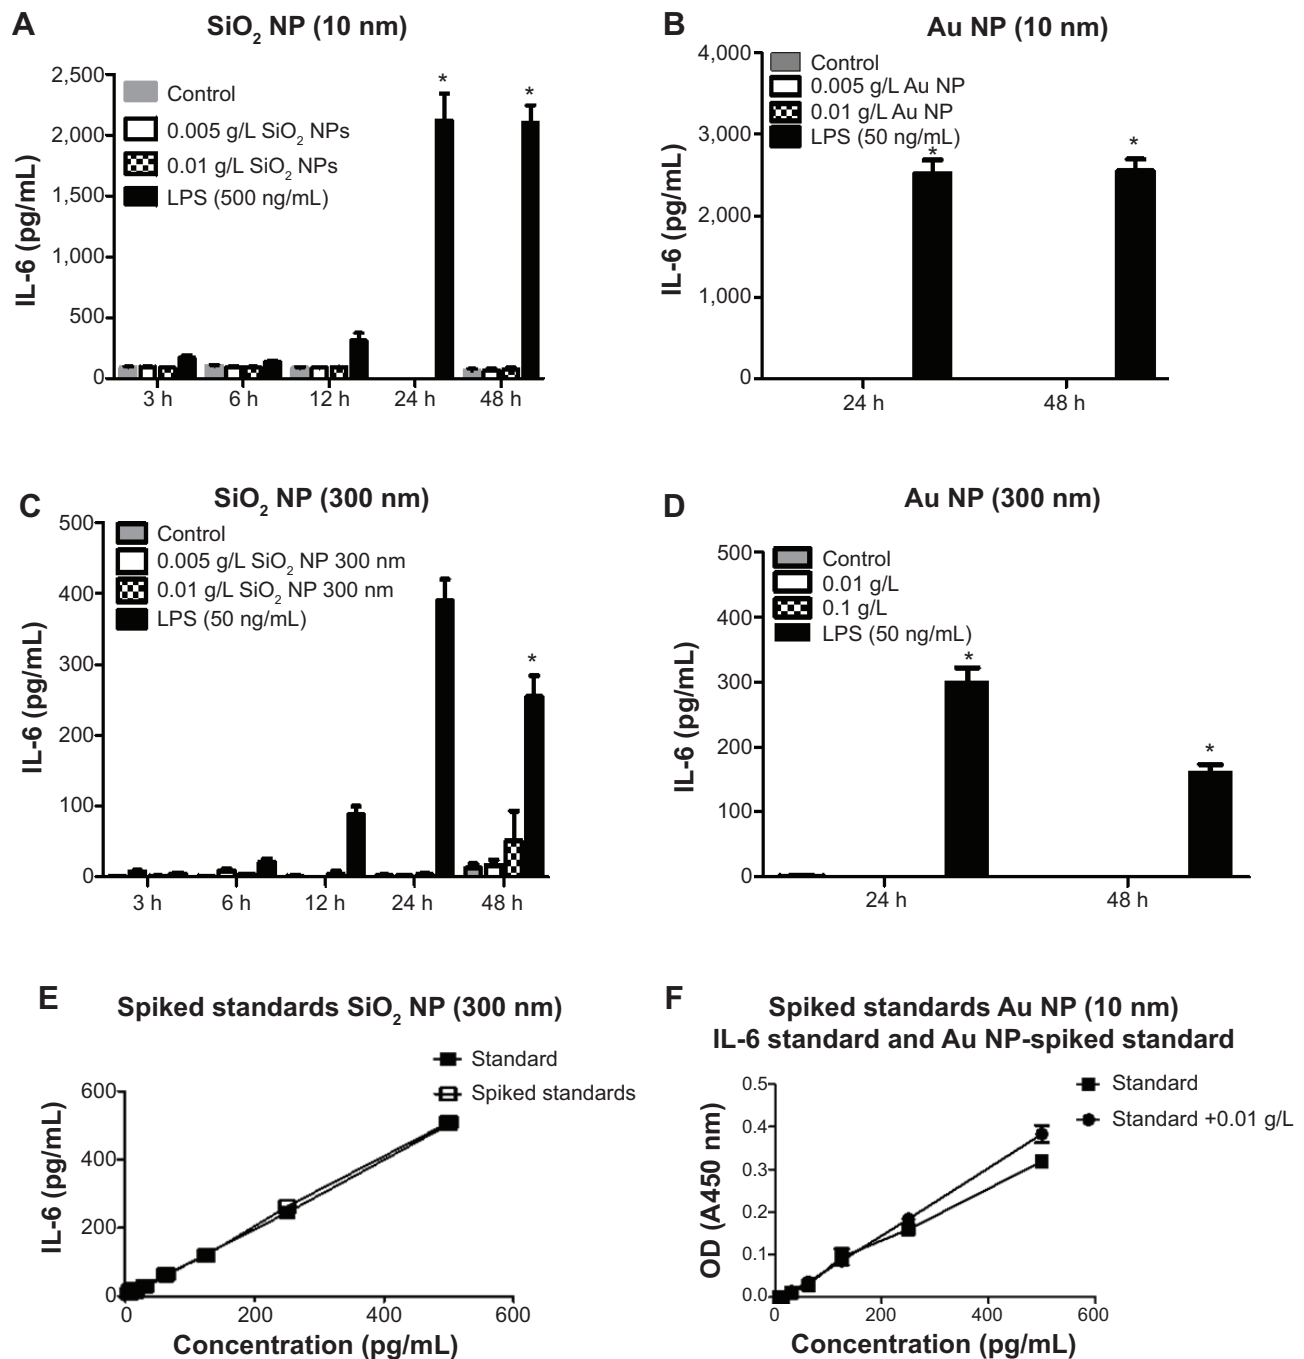 A
SiO2 NP (10 nm)
IL-6 (pg/mL)
2,500
2,000
1,500
1,000
500
0
Control
0.005 g/L SiO2 NPs
0.01 g/L SiO2 NPs
LPS (500 ng/mL)
* *
3 h 6 h 12 h 24 h 48 h
B
Au NP (10 nm)
IL-6 (pg/mL)
4,000
3,000
2,000
1,000
0
Control
0.005 g/L Au NP
0.01 g/L Au NP
LPS (50 ng/mL)
* *
24 h 48 h
C
SiO2 NP (300 nm)
IL-6 (pg/mL)
500
400
300
200
100
0
Control
0.005 g/L SiO2 NP 300 nm
0.01 g/L SiO2 NP 300 nm
LPS (50 ng/mL)
*
3 h 6 h 12 h 24 h 48 h
D
Au NP (300 nm)
IL-6 (pg/mL)
500
400
300
200
100
0
Control
0.01 g/L
0.1 g/L
LPS (50 ng/mL)
* *
24 h 48 h
E
Spiked standards SiO2 NP (300 nm)
Standard
Spiked standards
IL-6 (pg/mL)
600
400
200
0
0 200 400 600
Concentration (pg/mL)
F
Spiked standards Au NP (10 nm)
IL-6 standard and Au NP-spiked standard
Standard
Standard +0.01 g/L
OD (A450 nm)
0.5
0.4
0.3
0.2
0.1
0.0
0 200 400 600
Concentration (pg/mL)